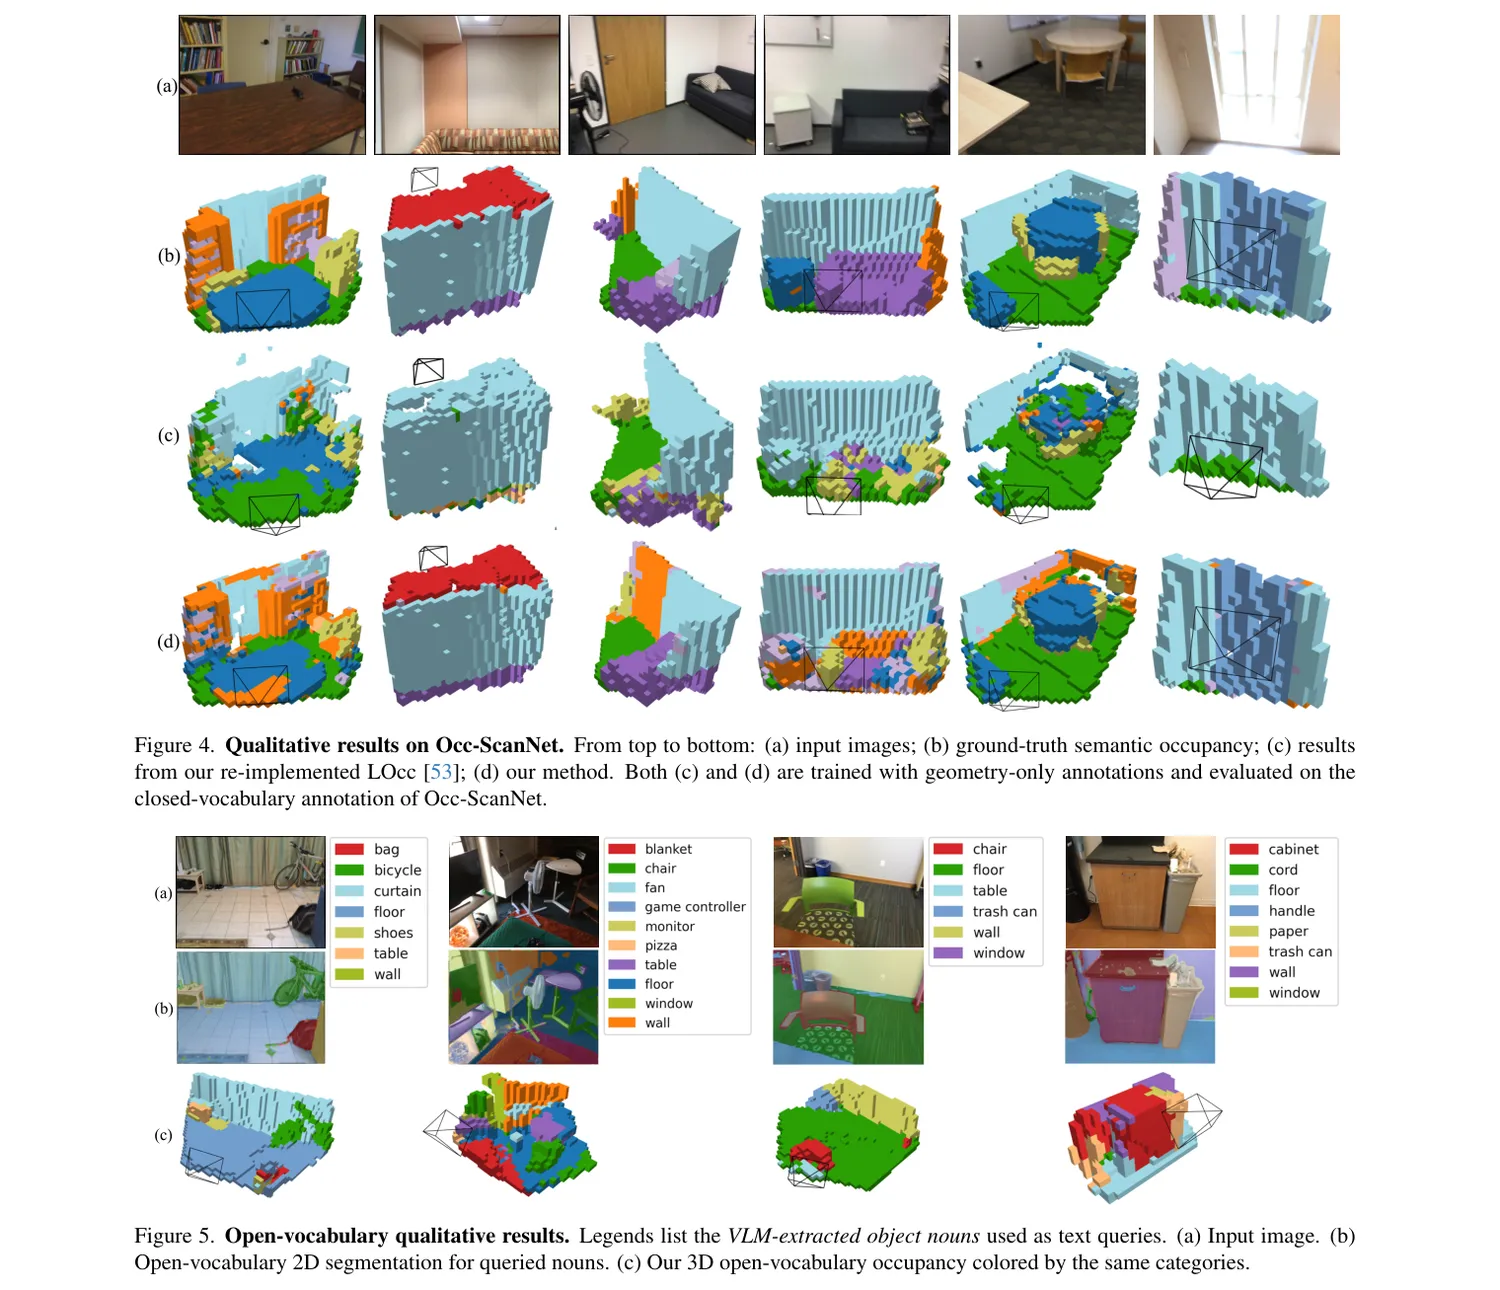 (a)
(b)
(c)
(d)
Figure 4. Qualitative results on Occ-ScanNet. From top to bottom: (a) input images; (b) ground-truth semantic occupancy; (c) results
from our re-implemented LOcc [53]; (d) our method. Both (c) and (d) are trained with geometry-only annotations and evaluated on the
closed-vocabulary annotation of Occ-ScanNet.
(a)
bag
bicycle
curtain
floor
shoes
table
wall
blanket
chair
fan
game controller
monitor
pizza
table
floor
window
wall
chair
floor
table
trash can
wall
window
cabinet
cord
floor
handle
paper
trash can
wall
window
(b)
(c)
Figure 5. Open-vocabulary qualitative results. Legends list the VLM-extracted object nouns used as text queries. (a) Input image. (b)
Open-vocabulary 2D segmentation for queried nouns. (c) Our 3D open-vocabulary occupancy colored by the same categories.